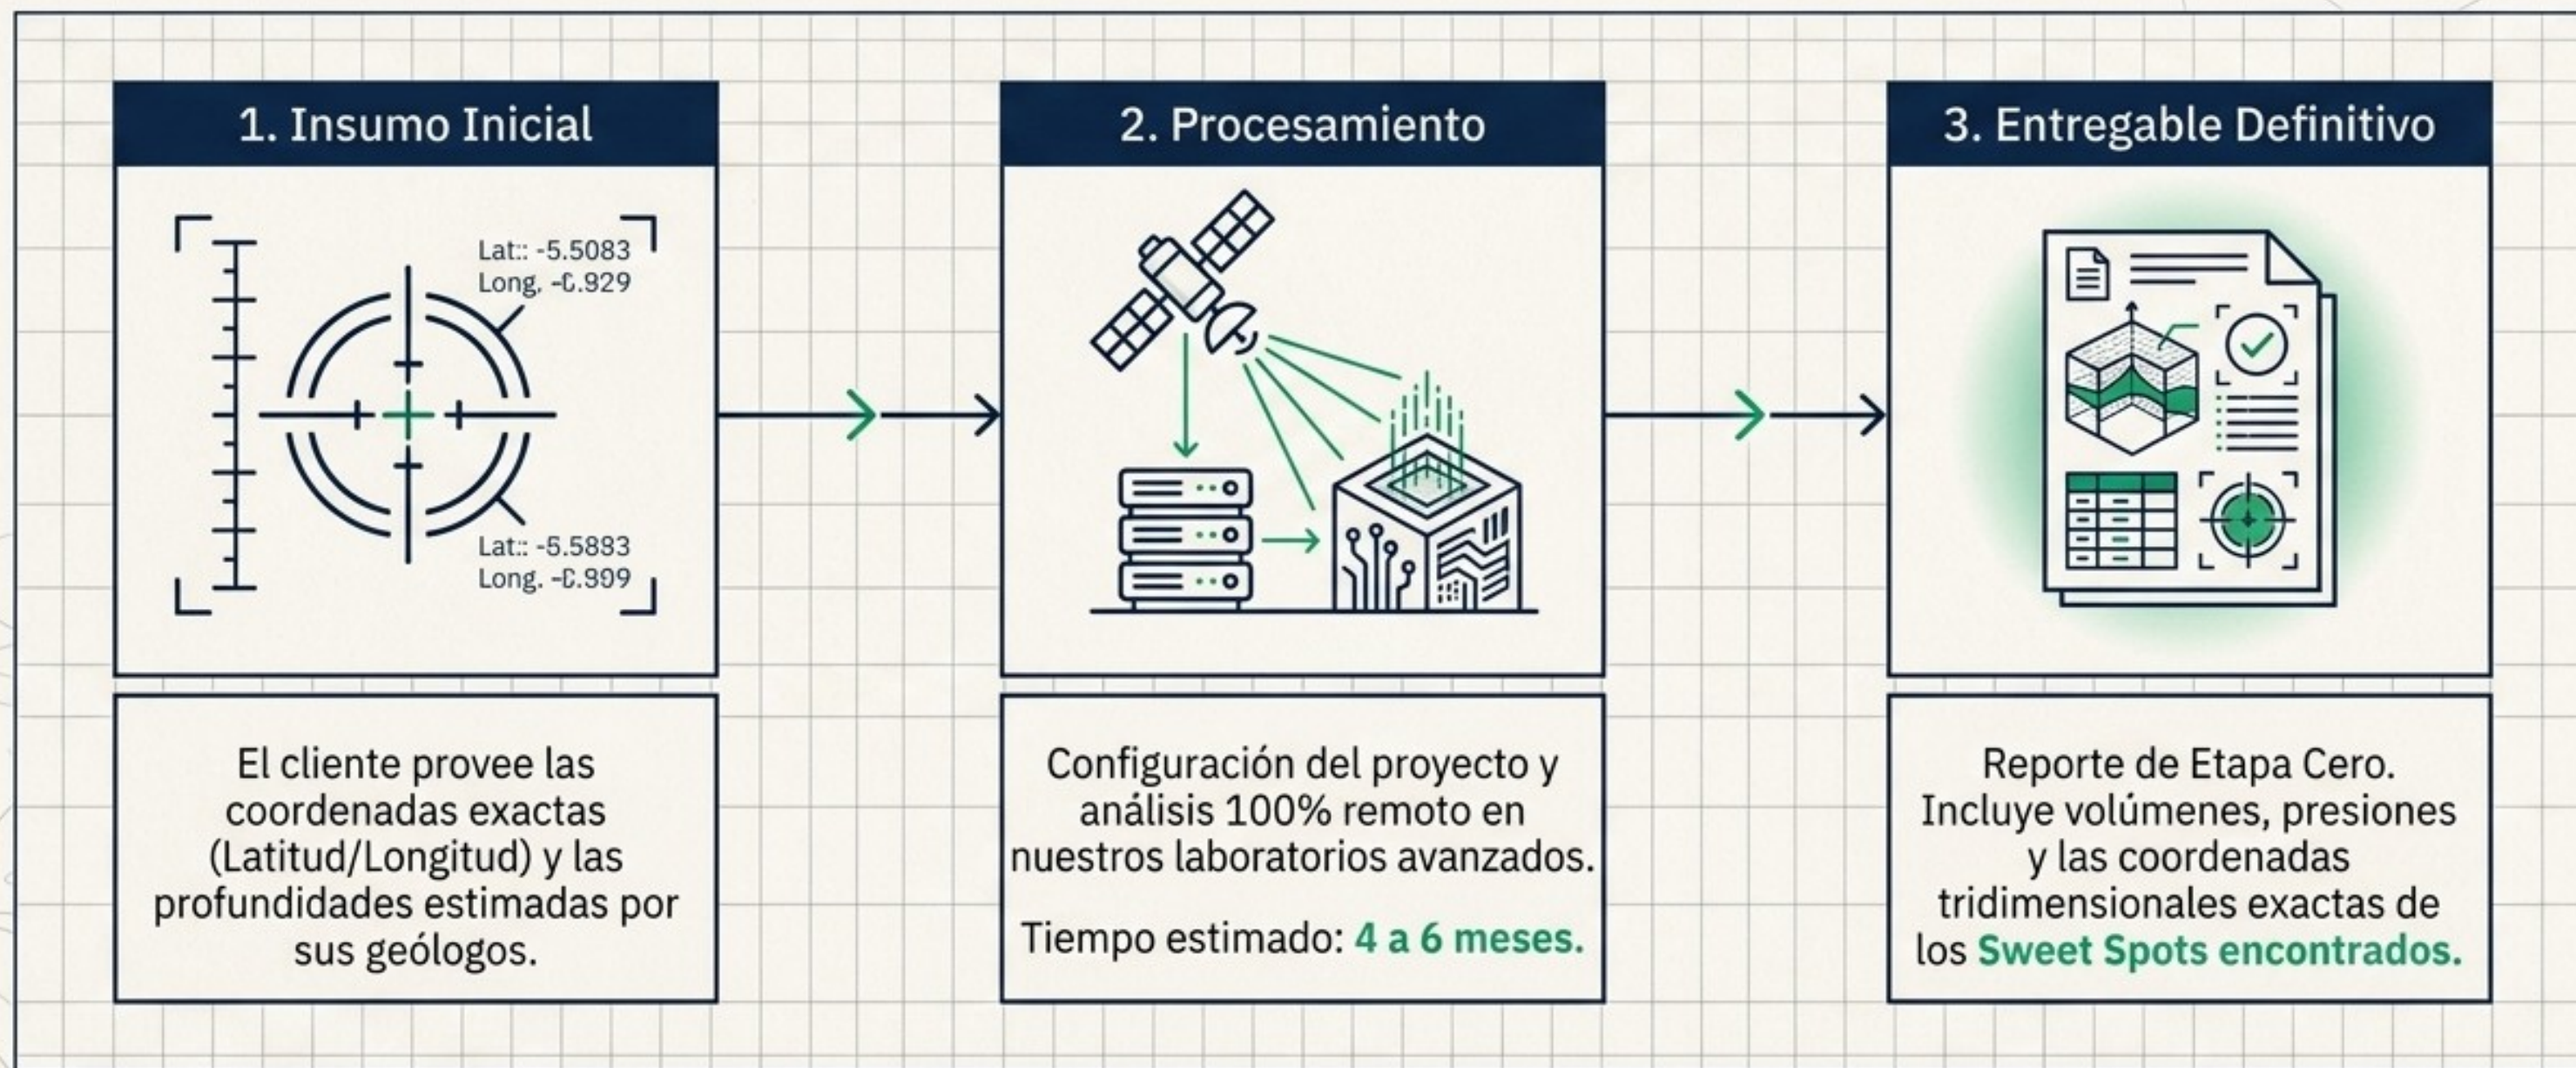 1. Insumo Inicial
Lat:: -5.5083
Long.
Lat:: -5.5883
Long.
El cliente provee las
coordenadas exactas
(Latitud/Longitud) y las
profundidades estimadas por
sus geólogos.
2. Procesamiento
Configuración del proyecto y
análisis 100% remoto en
nuestros laboratorios avanzados.
Tiempo estimado: 4 a 6 meses.
3. Entregable Definitivo
Reporte de Etapa Cero.
Incluye volúmenes, presiones
y las coordenadas
tridimensionales exactas de
los Sweet Spots encontrados.